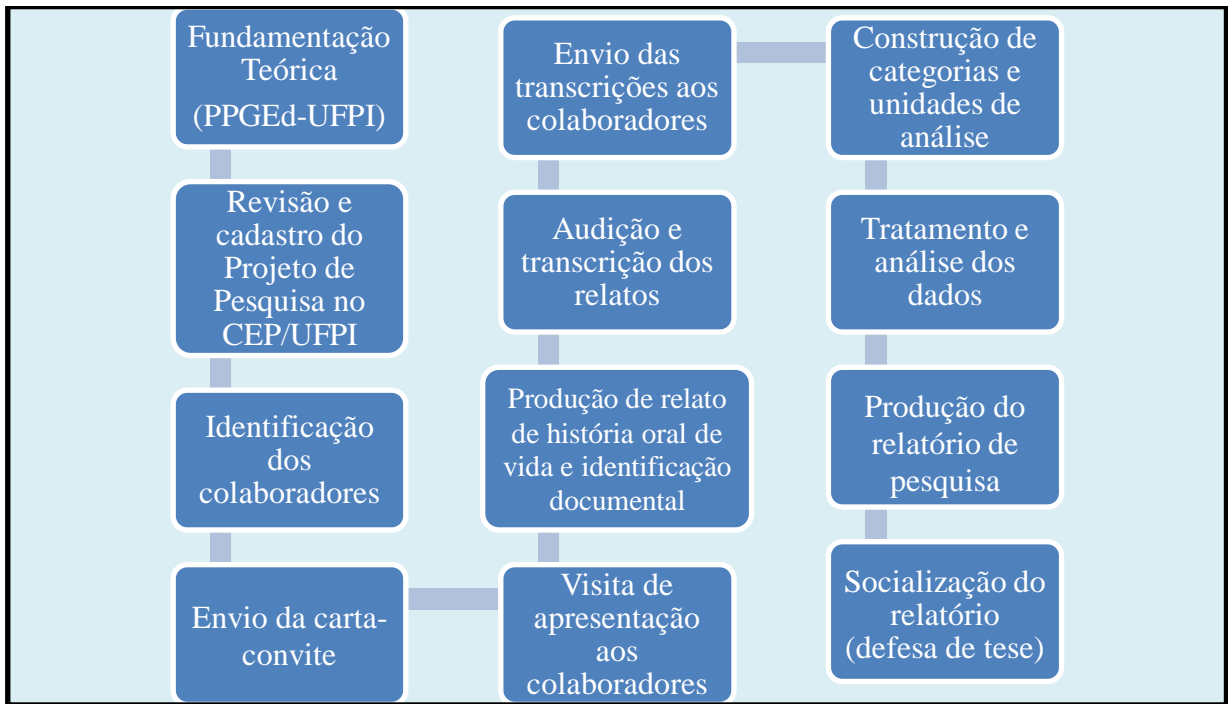 Fundamentação
Teórica
(PPGEd-UFPI)
Revisão e
cadastro do
Projeto de
Pesquisa no
CEP/UFPI
Identificação
dos
colaboradores
Envio da carta-
convite
Visita de
apresentação
aos
colaboradores
Produção de relato
de história oral de
vida e identificação
documental
Audição e
transcrição dos
relatos
Envio das
transcrições aos
colaboradores
Construção de
categorias e
unidades de
análise
Tratamento e
análise dos
dados
Produção do
relatório de
pesquisa
Socialização do
relatório
(defesa de tese)